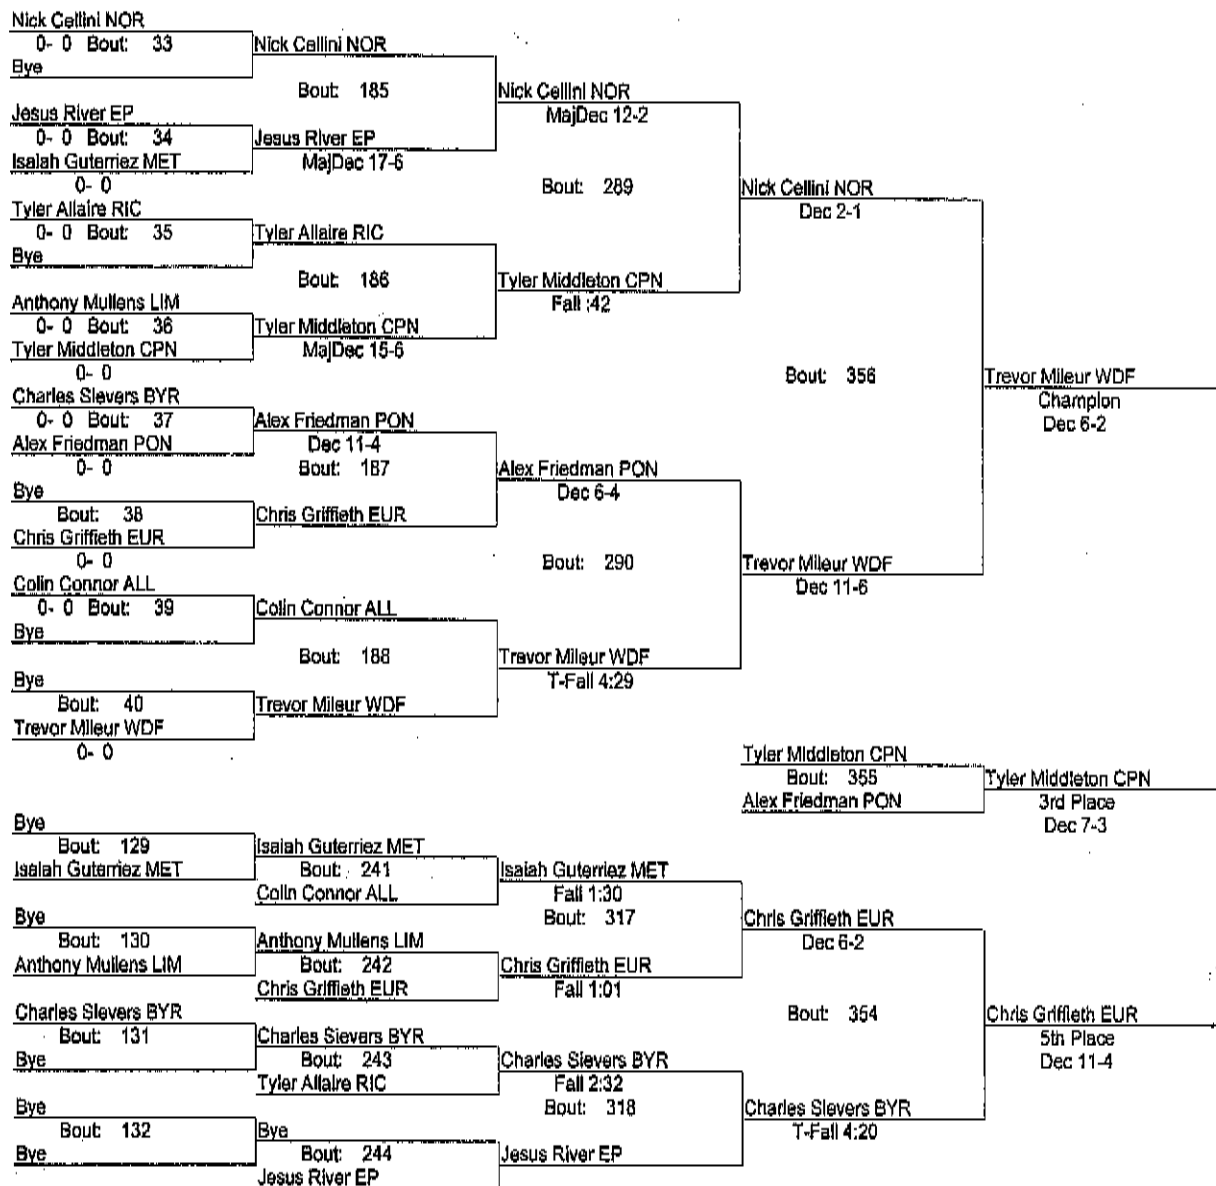 Nick Cellini NOR
0- 0 Bout: 33
Bye
Nick Cellini NOR
Bout: 185
Jesus River EP
0- 0 Bout: 34
Isaiah Guterriez MET
0- 0
Jesus River EP
MajDec 17-6
Nick Cellini NOR
MajDec 12-2
Bout: 289
Tyler Allaire RIC
0- 0 Bout: 35
Bye
Tyler Allaire RIC
Bout: 186
Anthony Mullens LIM
0- 0 Bout: 36
Tyler Middleton CPN
0- 0
Tyler Middleton CPN
MajDec 15-6
Tyler Middleton CPN
Fall :42
Nick Cellini NOR
Dec 2-1
Bout: 356
Trevor Mileur WDF
Champion
Dec 6-2
Charles Sievers BYR
0- 0 Bout: 37
Alex Friedman PON
0- 0
Alex Friedman PON
Dec 11-4
Bout: 187
Bye
Bout: 38
Chris Griffieth EUR
0- 0
Chris Griffieth EUR
Alex Friedman PON
Dec 6-4
Bout: 290
Trevor Mileur WDF
Dec 11-6
Colin Connor ALL
0- 0 Bout: 39
Bye
Colin Connor ALL
Bout: 188
Bye
Bout: 40
Trevor Mileur WDF
0- 0
Trevor Mileur WDF
Trevor Mileur WDF
T-Fall 4:29
Tyler Middleton CPN
Bout: 355
Alex Friedman PON
Tyler Middleton CPN
3rd Place
Dec 7-3
Bye
Bout: 129
Isaiah Guterriez MET
Isaiah Guterriez MET
Bout: 241
Colin Connor ALL
Isaiah Guterriez MET
Fall 1:30
Bout: 317
Bye
Bout: 130
Anthony Mullens LIM
Anthony Mullens LIM
Bout: 242
Chris Griffieth EUR
Chris Griffieth EUR
Fall 1:01
Chris Griffieth EUR
Dec 6-2
Bout: 354
Chris Griffieth EUR
5th Place
Dec 11-4
Charles Sievers BYR
Bout: 131
Bye
Charles Sievers BYR
Bout: 243
Tyler Allaire RIC
Charles Sievers BYR
Fall 2:32
Bout: 318
Charles Sievers BYR
T-Fall 4:20
Bye
Bout: 132
Bye
Bye
Bout: 244
Jesus River EP
Jesus River EP